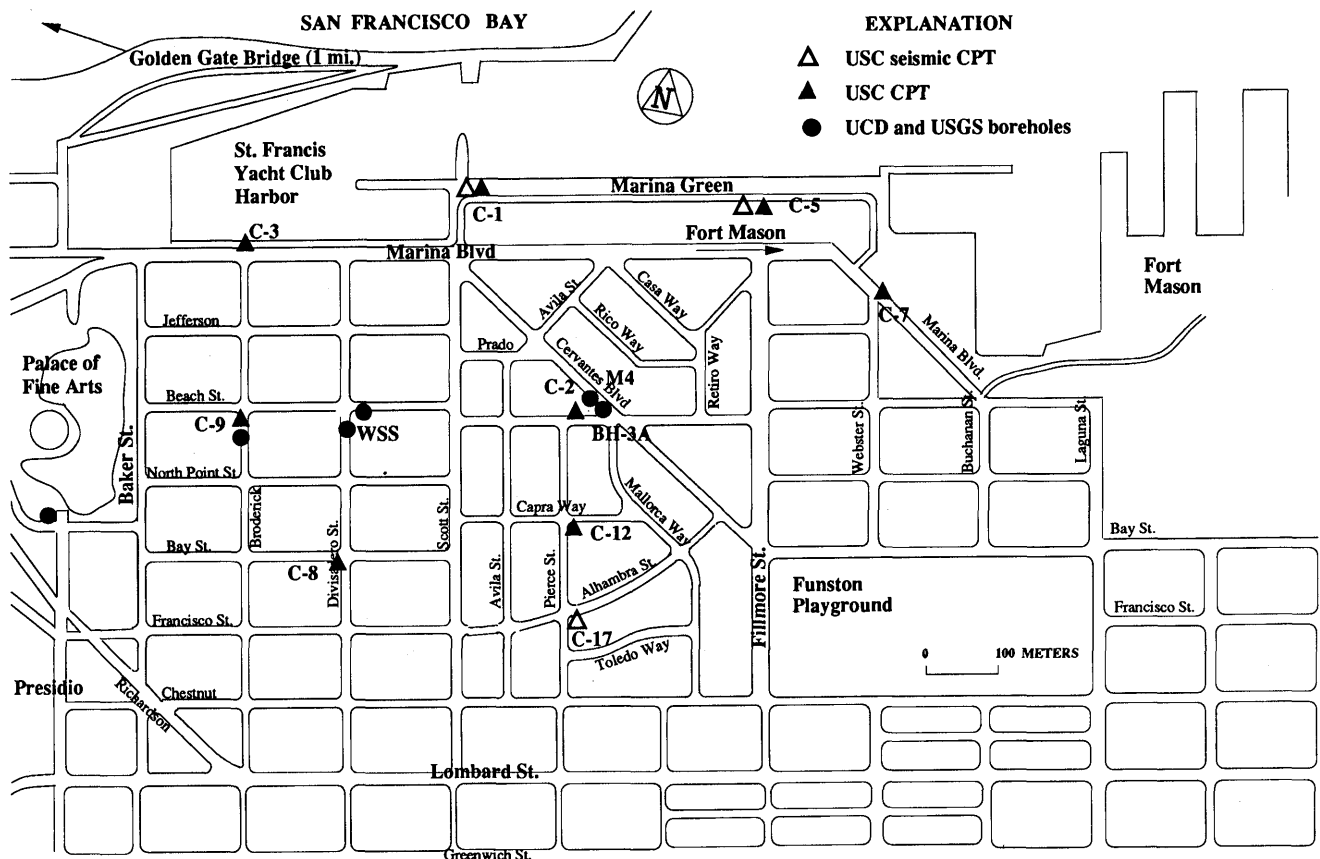 SAN FRANCISCO BAY
EXPLANATION
Golden Gate Bridge (1 mi.)
USC seismic CPT
USC CPT
UCD and USGS boreholes
N
St. Francis
Yacht Club
Harbor
Marina Green
C-1
C-5
C-3
Marina Blvd
Fort Mason
Fort
Mason
Avila St.
Casa Way
Rico Way
C-7
Marina Blvd
Jefferson
Prado
Cervantes Blvd
Retiro Way
Palace of
Fine Arts
M4
C-2
Beach St.
C-9
WSS
BH-3A
Webster St.
Buchanan St.
Laguna St.
Baker St.
North Point St.
Mallorca Way
Broderick
Divisadero St.
Scott St.
Capra Way
C-12
Bay St.
Bay St.
C-8
Avila St.
Pierce St.
Alhambra St.
Fillmore St.
Funston
Playground
Francisco St.
Francisco St.
C-17
Toledo Way
0 100 METERS
Presidio
Richardson
Chestnut
Lombard St.
Greenwich St.